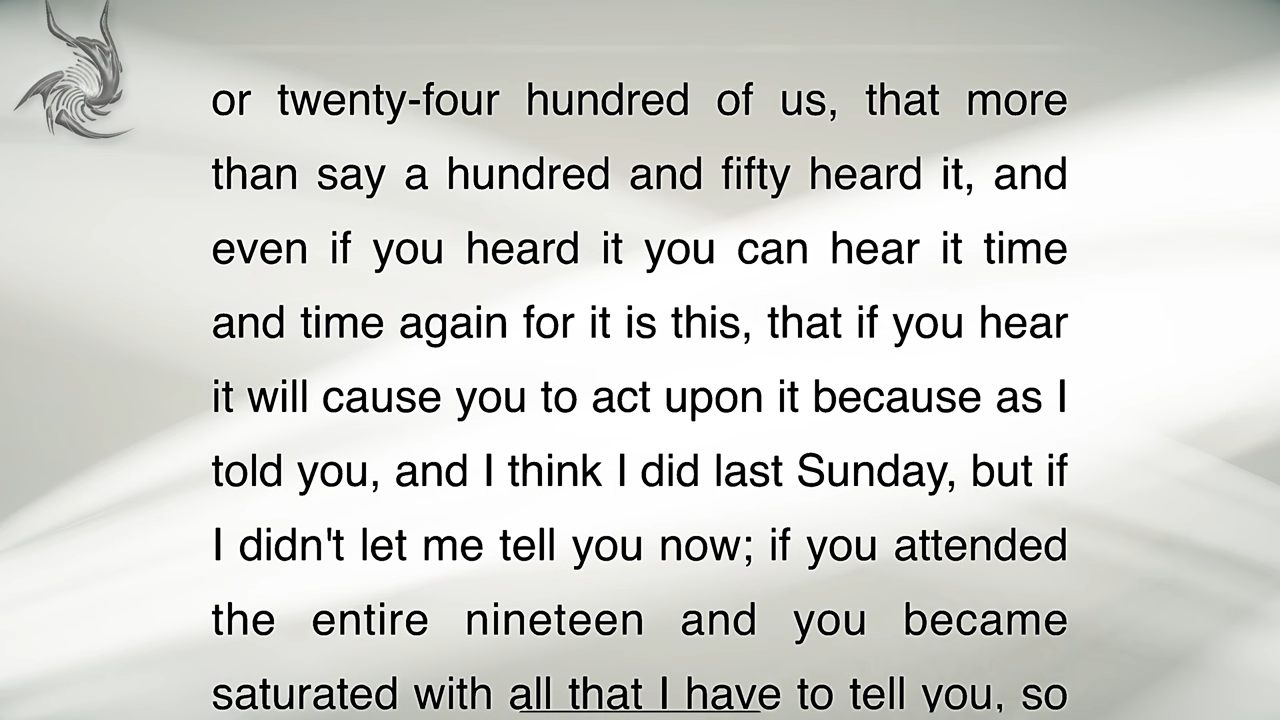 or twenty-four hundred of us, that more
than say a hundred and fifty heard it, and
even if you heard it you can hear it time
and time again for it is this, that if you hear
it will cause you to act upon it because as I
told you, and I think I did last Sunday, but if
I didn't let me tell you now; if you attended
the entire nineteen and you became
saturated with all that I have to tell you, so